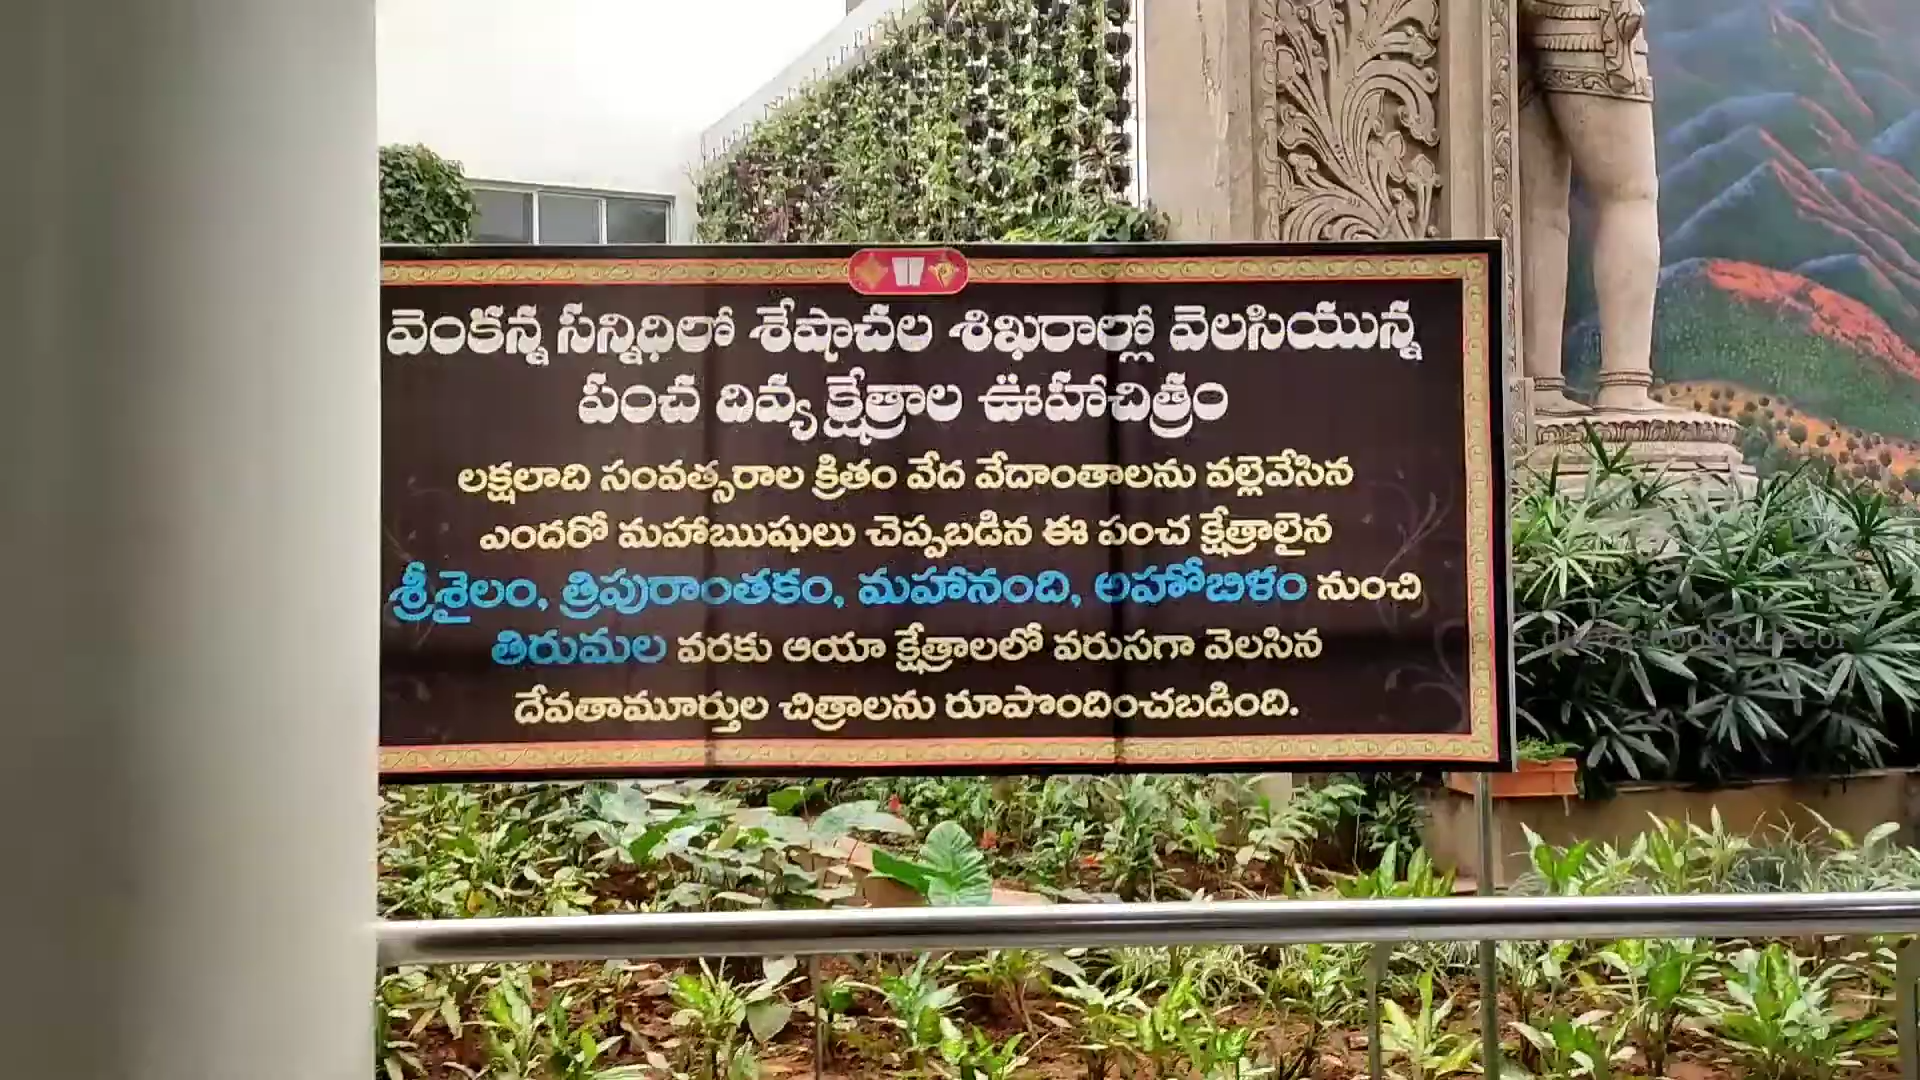 వెంకన్న సన్నిధిలో శేషాచల శిఖరాల్లో వెలసియున్న
పంచ దివ్య క్షేత్రాల ఊహాచిత్రం
లక్షలాది సంవత్సరాల క్రితం వేద వేదాంతాలను వల్లెవేసిన
ఎందరో మహాఋషులు చెప్పబడిన ఈ పంచ క్షేత్రాలైన
శ్రీశైలం, త్రిపురాంతకం, మహానంది, అహోబిళం నుంచి
తిరుమల వరకు ఆయా క్షేత్రాలలో వరుసగా వెలసిన
దేవతామూర్తుల చిత్రాలను రూపొందించబడింది.